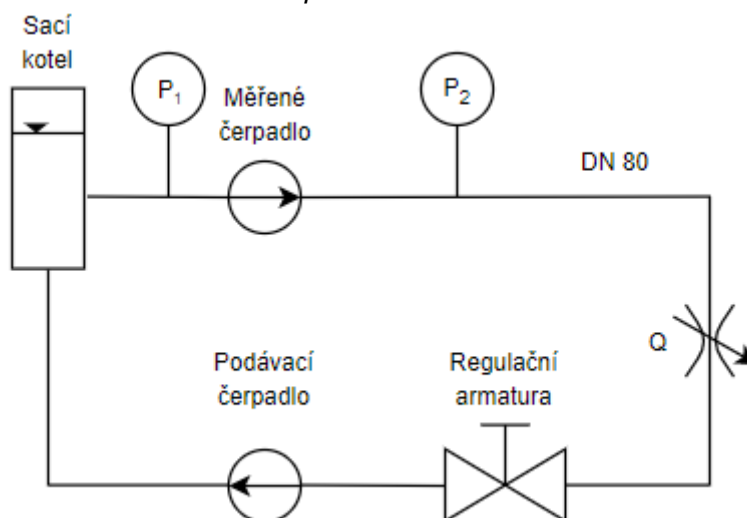 Sací
kotel
P₁
Měřené
čerpadlo
P₂
DN 80
Q
Podávací
čerpadlo
Regulační
armatura